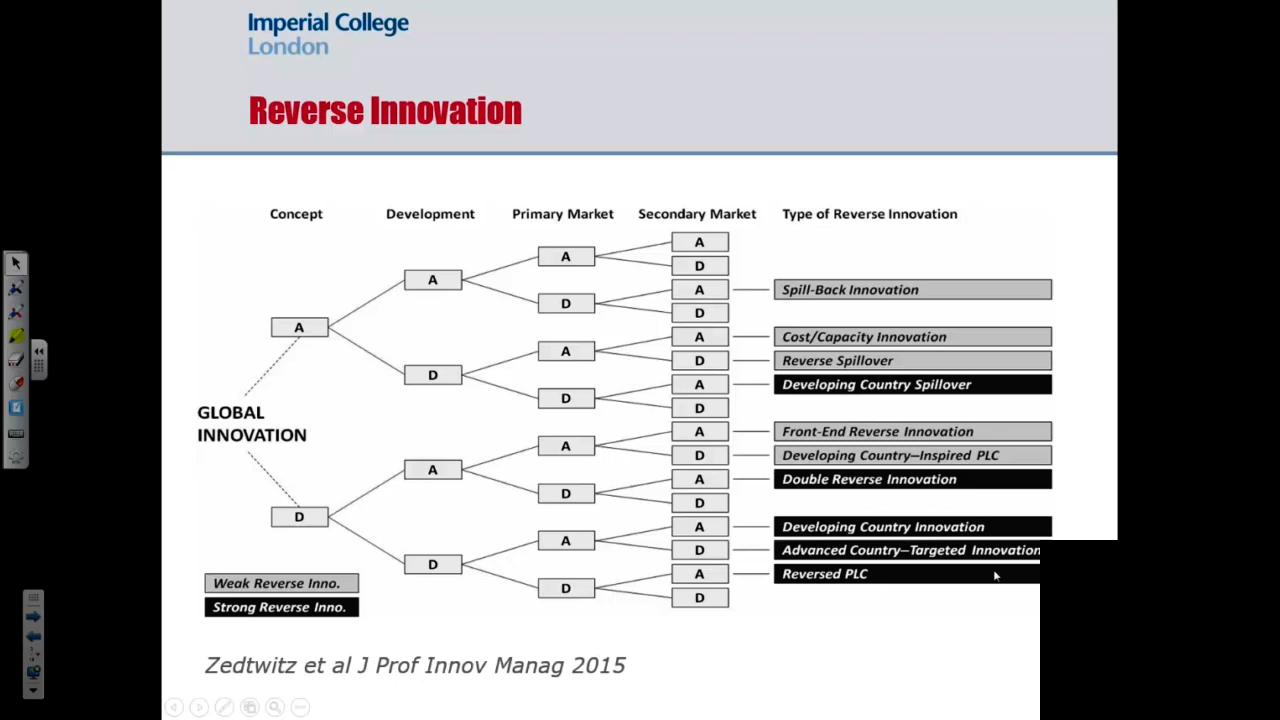 Imperial College
London
Reverse Innovation
Concept Development Primary Market Secondary Market Type of Reverse Innovation
A
A D
A A Spill-Back Innovation
D D
A A Cost/Capacity Innovation
A D Reverse Spillover
D A Developing Country Spillover
D D
GLOBAL
INNOVATION
A Front-End Reverse Innovation
A D Developing Country—Inspired PLC
A A Double Reverse Innovation
D D
D A Developing Country Innovation
A D Advanced Country—Targeted Innovation
D A Reversed PLC
D D
Weak Reverse Inno.
Strong Reverse Inno.
Zedtwitz et al J Prof Innov Manag 2015